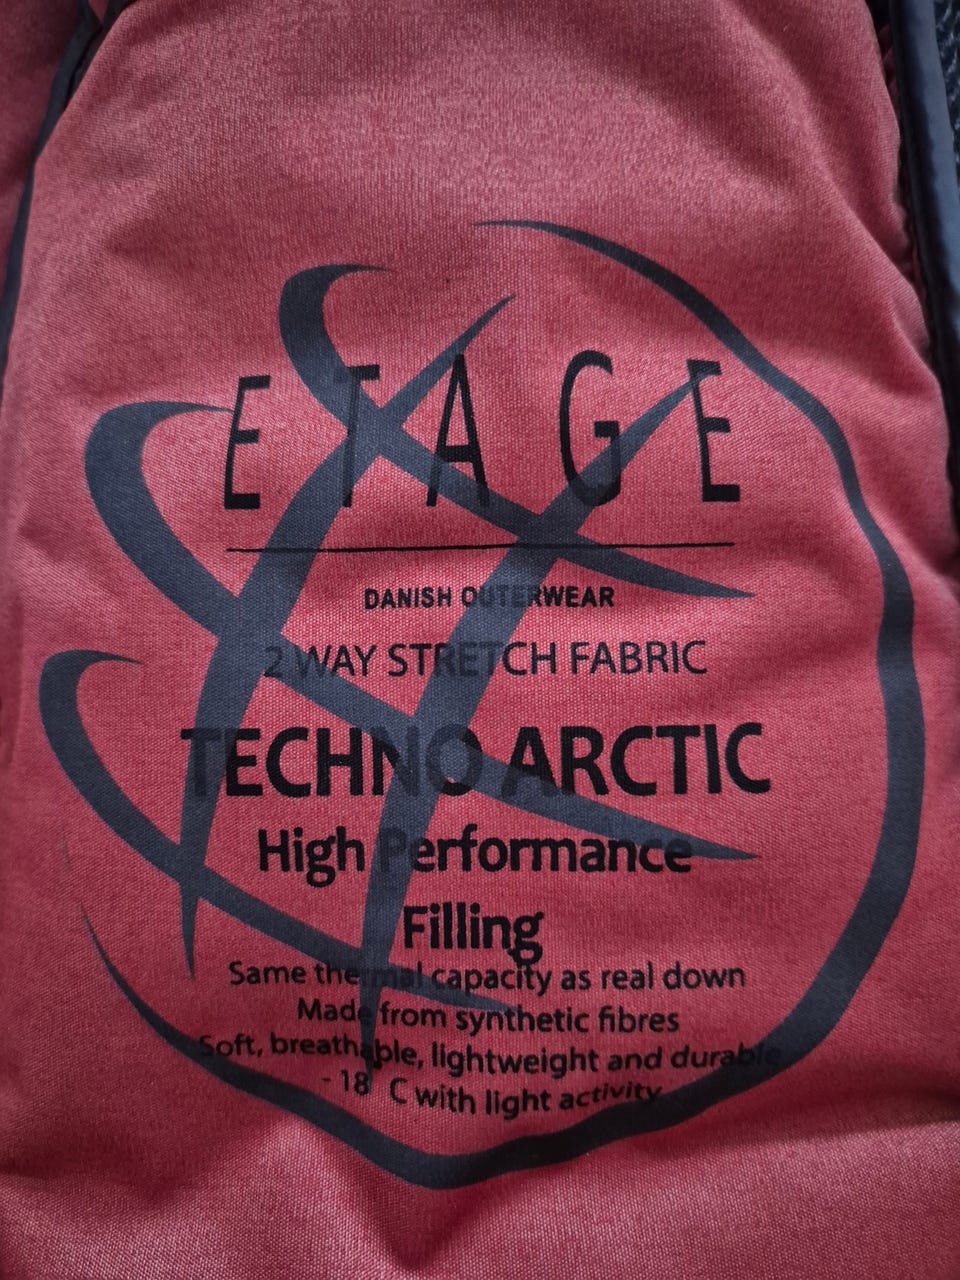 ETAGE
DANISH OUTERWEAR
2 WAY STRETCH FABRIC
TECHNO ARCTIC
High Performance
Filling
Same thermal capacity as real down
Made from synthetic fibres
Soft, breathable, lightweight and durable
- 18 C with light activity